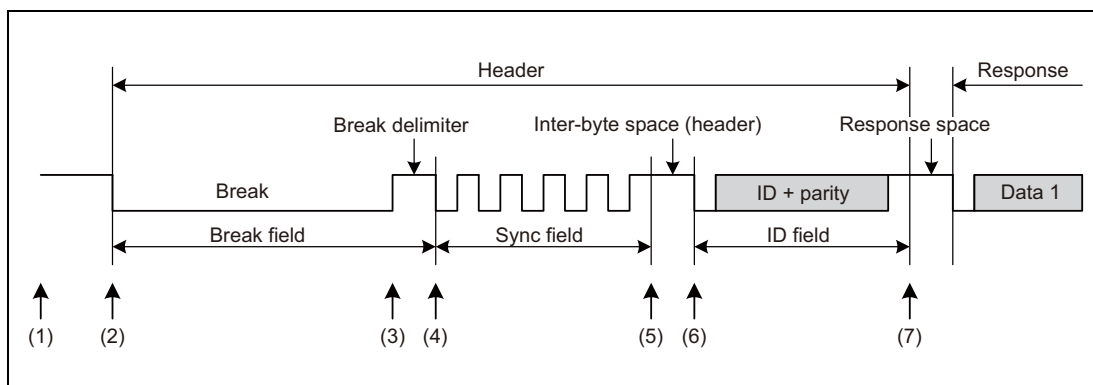 Header
Response
Break delimiter
Inter-byte space (header)
Response space
Break
ID + parity
Data 1
Break field
Sync field
ID field
(1)
(2)
(3)
(4)
(5)
(6)
(7)